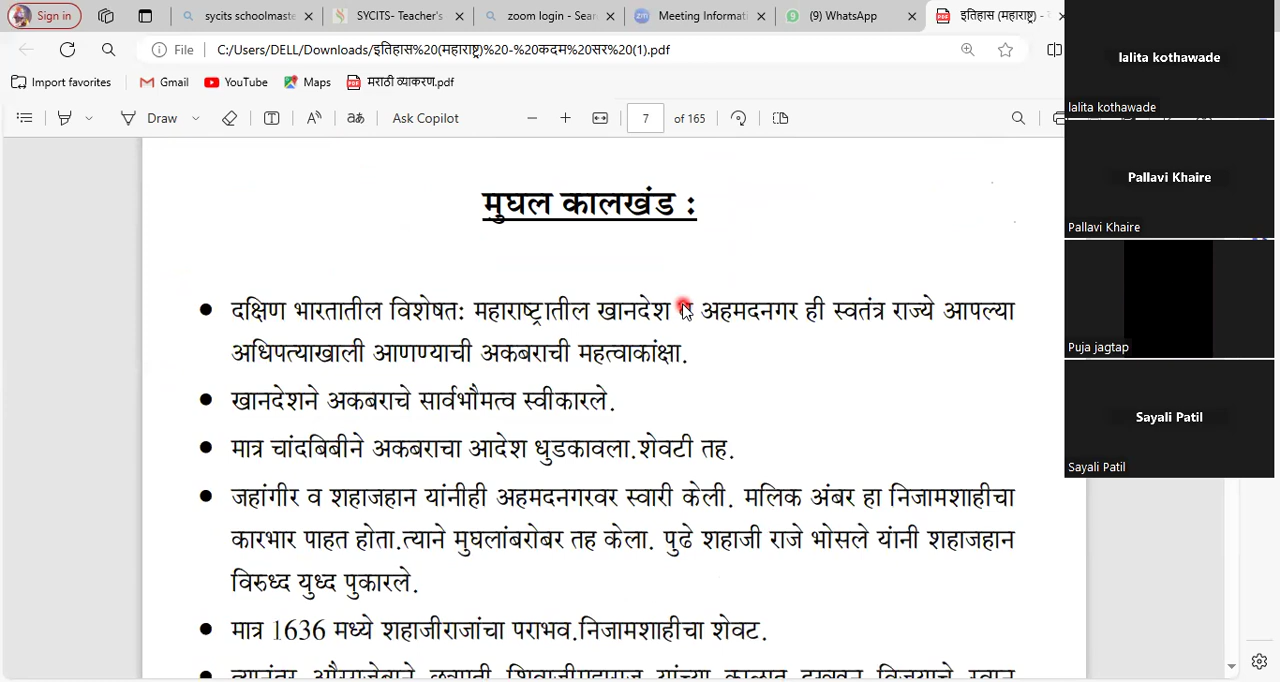 Sign in
sycits schoolmaste
SYCITS- Teacher's
zoom login - Sear
Meeting Informati
(9) WhatsApp
इतिहास (महाराष्ट्र) -
File
C:/Users/DELL/Downloads/इतिहास%20(महाराष्ट्र)%20-%20कदम%20सर%20(1).pdf
Import favorites
Gmail
YouTube
Maps
मराठी व्याकरण.pdf
Draw
Ask Copilot
7 of 165
मुघल कालखंड :
● दक्षिण भारतातील विशेषतः महाराष्ट्रातील खानदेश अहमदनगर ही स्वतंत्र राज्ये आपल्या
अधिपत्याखाली आणण्याची अकबराची महत्वाकांक्षा.
● खानदेशने अकबराचे सार्वभौमत्व स्वीकारले.
● मात्र चांदबिबीने अकबराचा आदेश धुडकावला.शेवटी तह.
● जहांगीर व शहाजहान यांनीही अहमदनगरवर स्वारी केली. मलिक अंबर हा निजामशाहीचा
कारभार पाहत होता.त्याने मुघलांबरोबर तह केला. पुढे शहाजी राजे भोसले यांनी शहाजहान
विरुध्द युध्द पुकारले.
● मात्र 1636 मध्ये शहाजीराजांचा पराभव.निजामशाहीचा शेवट.
lalita kothawade
lalita kothawade
Pallavi Khaire
Pallavi Khaire
Puja jagtap
Sayali Patil
Sayali Patil